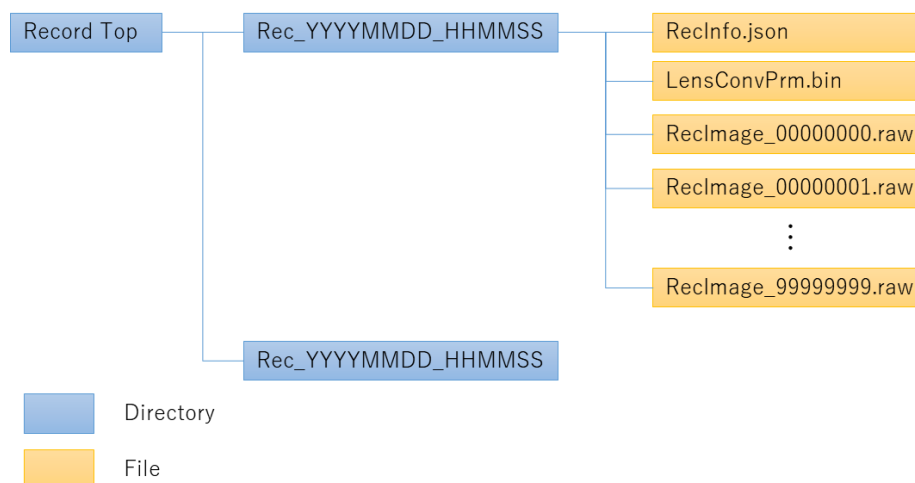 Record Top
Rec_YYYYMMDD_HHMMSS
RecInfo.json
LensConvPrm.bin
RecImage_00000000.raw
RecImage_00000001.raw
⋮
RecImage_99999999.raw
Rec_YYYYMMDD_HHMMSS
Directory
File